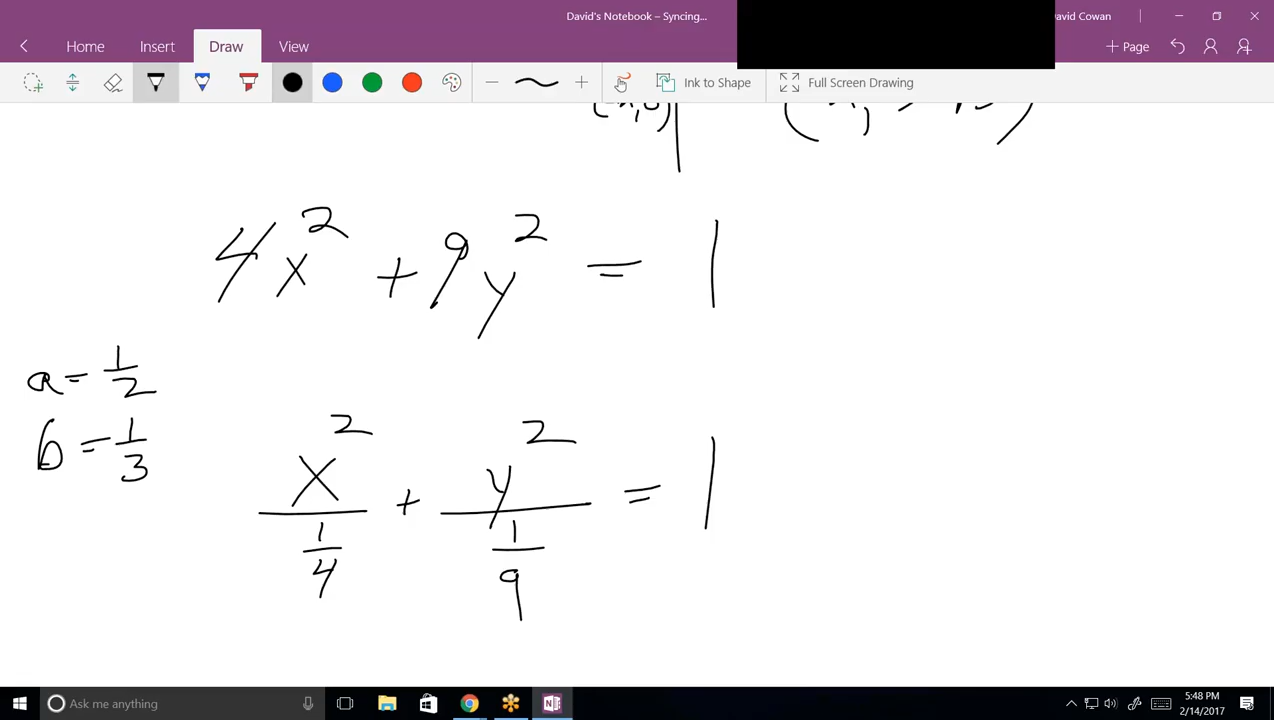 David's Notebook – Syncing...
avid Cowan
Home Insert Draw View
Page
Ink to Shape
Full Screen Drawing
4x² + 9y² = 1
a = 1/2
b = 1/3
x²/(1/4) + y²/(1/9) = 1
Ask me anything
5:48 PM
2/14/2017